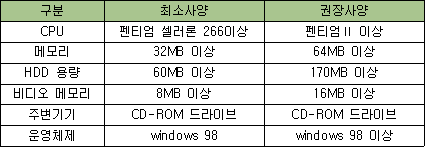 구분 최소사양 권장사양
CPU 펜티엄 셀러론 266이상 펜티엄Ⅱ 이상
메모리 32MB 이상 64MB 이상
HDD 용량 60MB 이상 170MB 이상
비디오 메모리 8MB 이상 16MB 이상
주변기기 CD-ROM 드라이브 CD-ROM 드라이브
운영체제 windows 98 windows 98 이상